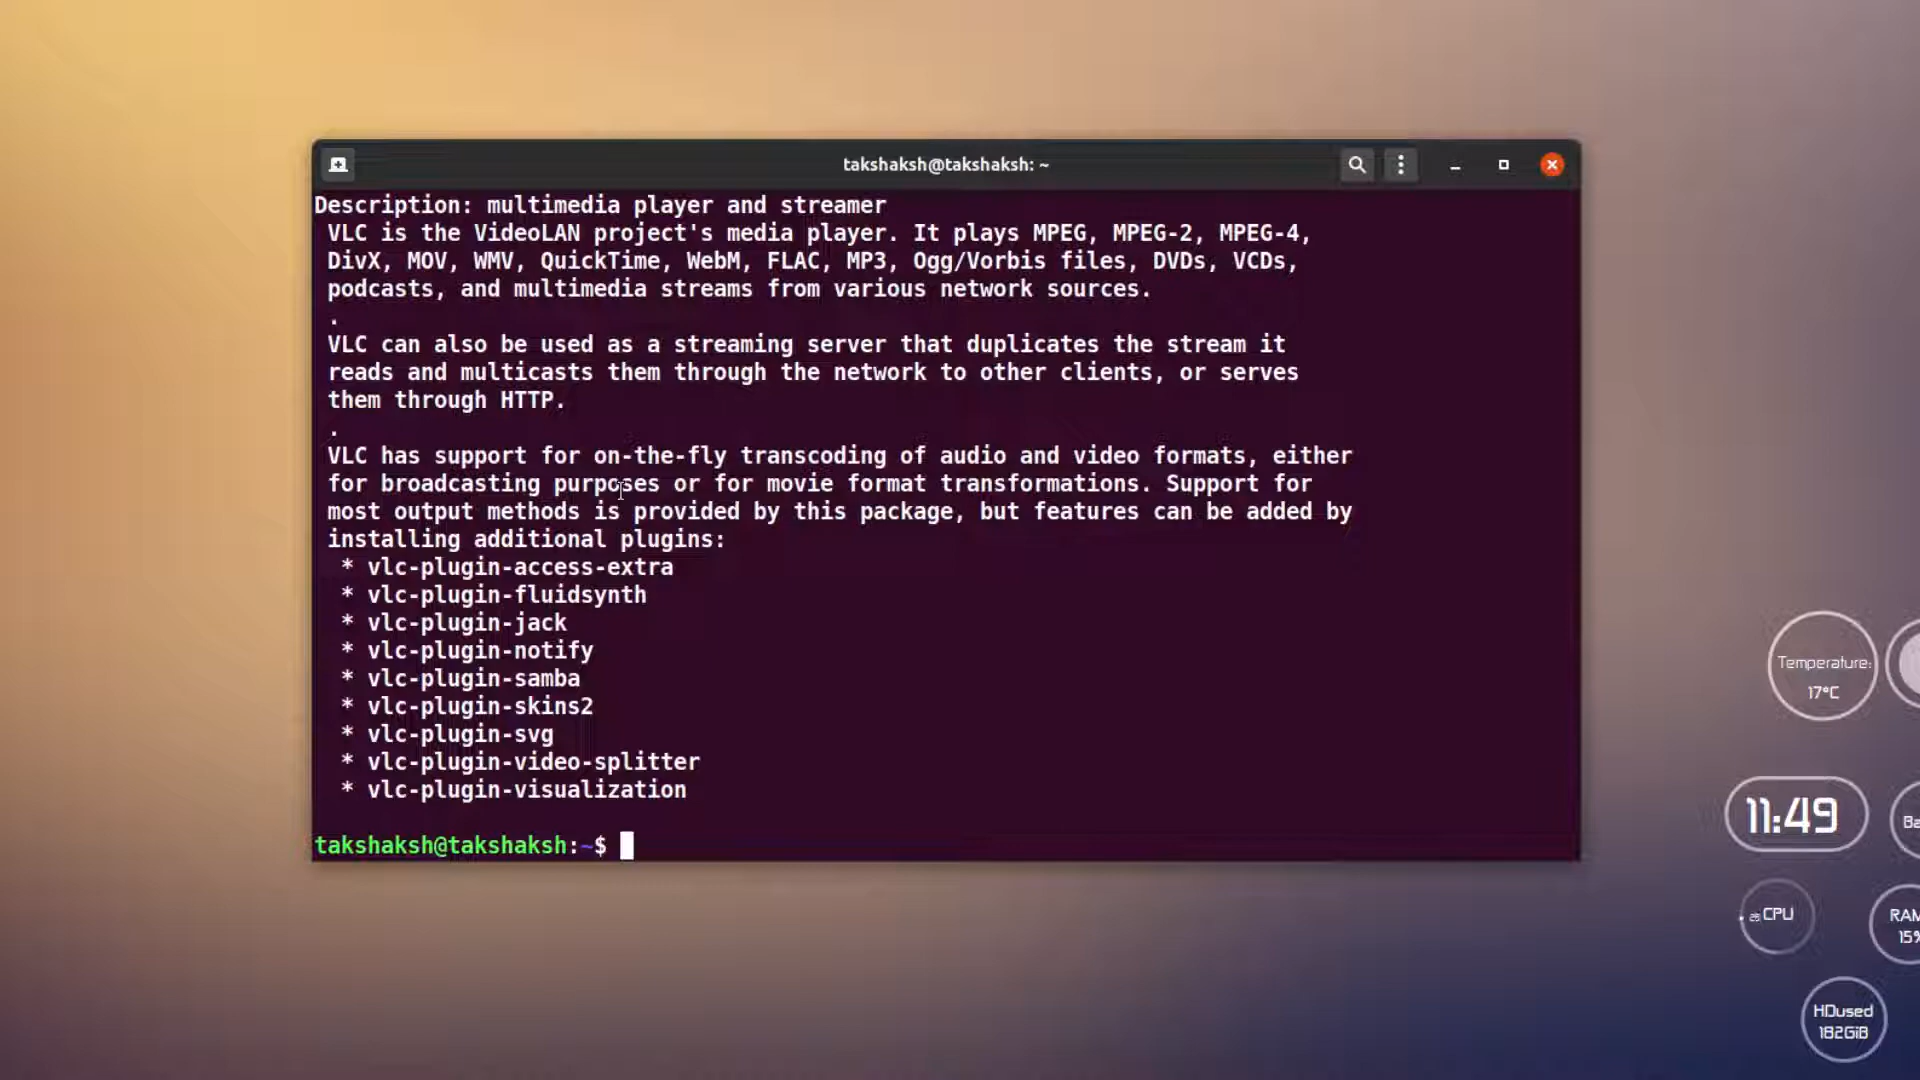 takshaksh@takshaksh: ~
Description: multimedia player and streamer
VLC is the VideoLAN project's media player. It plays MPEG, MPEG-2, MPEG-4,
DivX, MOV, WMV, QuickTime, WebM, FLAC, MP3, Ogg/Vorbis files, DVDs, VCDs,
podcasts, and multimedia streams from various network sources.
.
VLC can also be used as a streaming server that duplicates the stream it
reads and multicasts them through the network to other clients, or serves
them through HTTP.
.
VLC has support for on-the-fly transcoding of audio and video formats, either
for broadcasting purposes or for movie format transformations. Support for
most output methods is provided by this package, but features can be added by
installing additional plugins:
* vlc-plugin-access-extra
* vlc-plugin-fluidsynth
* vlc-plugin-jack
* vlc-plugin-notify
* vlc-plugin-samba
* vlc-plugin-skins2
* vlc-plugin-svg
* vlc-plugin-video-splitter
* vlc-plugin-visualization
takshaksh@takshaksh:~$
Temperature:
17°C
11:49
Ba
CPU
RAM
15%
HDused
182GiB